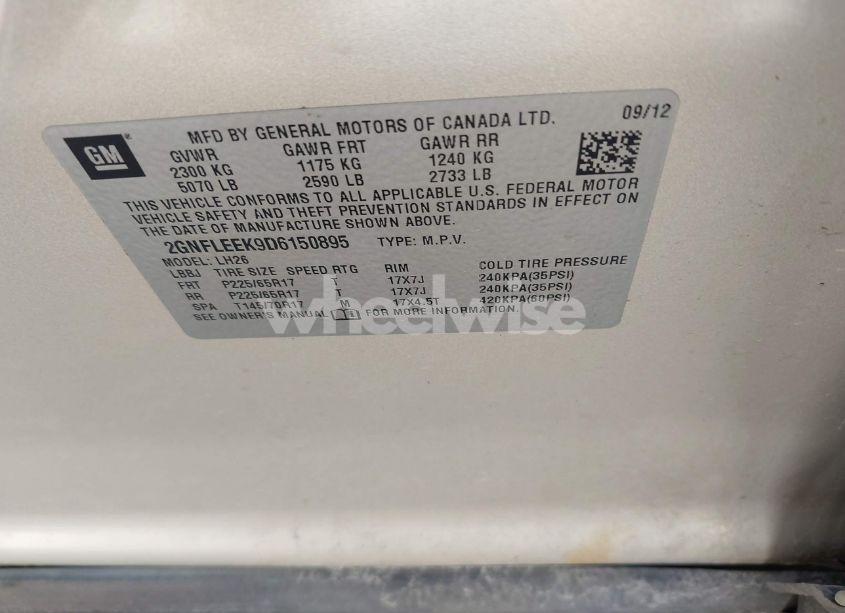 09/12
GM
MFD BY GENERAL MOTORS OF CANADA LTD.
GVWR GAWR FRT GAWR RR
2300 KG 1175 KG 1240 KG
5070 LB 2590 LB 2733 LB
THIS VEHICLE CONFORMS TO ALL APPLICABLE U.S. FEDERAL MOTOR
VEHICLE SAFETY AND THEFT PREVENTION STANDARDS IN EFFECT ON
THE DATE OF MANUFACTURE SHOWN ABOVE.
2GNFLEEK9D6150895 TYPE: M.P.V.
MODEL: LH26
LBBJ TIRE SIZE SPEED RTG RIM COLD TIRE PRESSURE
FRT P225/65R17 T 17X7J 240KPA(35PSI)
RR P225/65R17 T 17X7J 240KPA(35PSI)
SPA T145/70R17 M 17X4.5T 420KPA(60PSI)
SEE OWNER'S MANUAL FOR MORE INFORMATION.
wheelwise